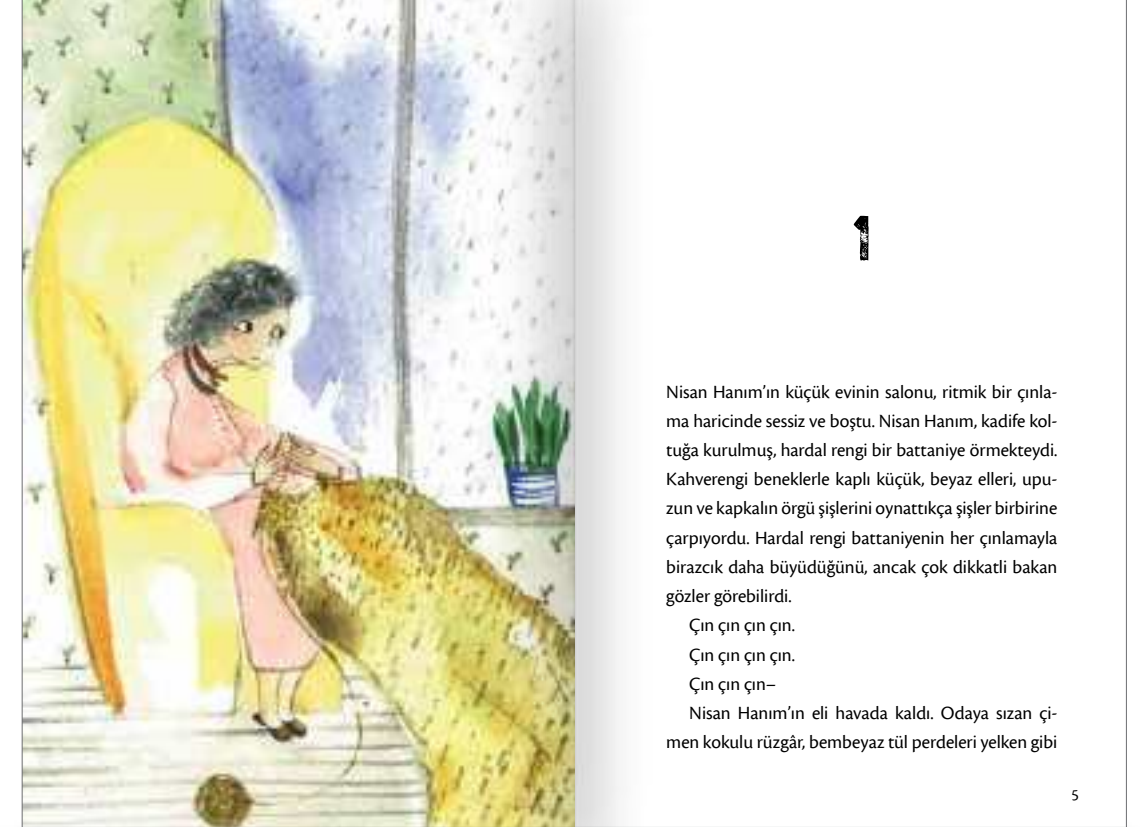 1
Nisan Hanım’ın küçük evinin salonu, ritmik bir çınla-
ma haricinde sessiz ve boştu. Nisan Hanım, kadife kol-
tuğa kurulmuş, hardal rengi bir battaniye örmekteydi.
Kahverengi beneklerle kaplı küçük, beyaz elleri, upu-
zun ve kapkalın örgü şişlerini oynattıkça şişler birbirine
çarpıyordu. Hardal rengi battaniyenin her çınlamayla
birazcık daha büyüdüğünü, ancak çok dikkatli bakan
gözler görebilirdi.
Çın çın çın çın.
Çın çın çın çın.
Çın çın çın–
Nisan Hanım’ın eli havada kaldı. Odaya sızan çi-
men kokulu rüzgâr, bembeyaz tül perdeleri yelken gibi
5